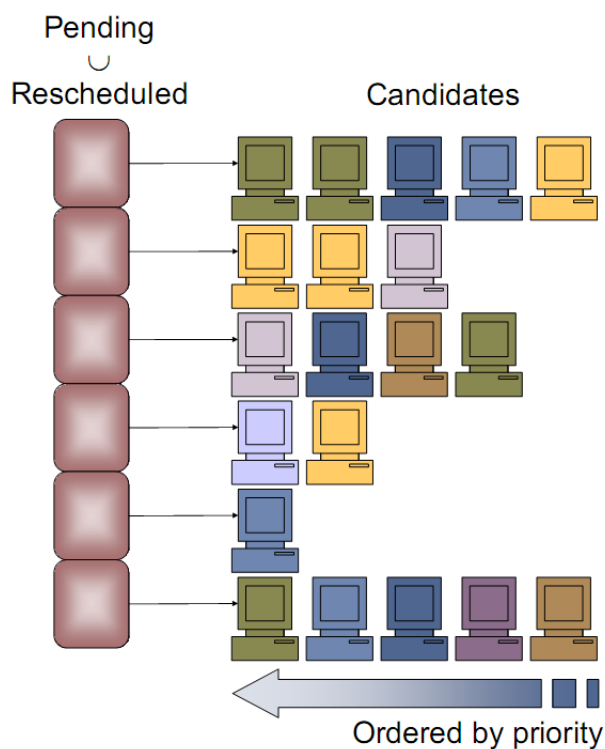 Pending
∪
Rescheduled
Candidates
Ordered by priority